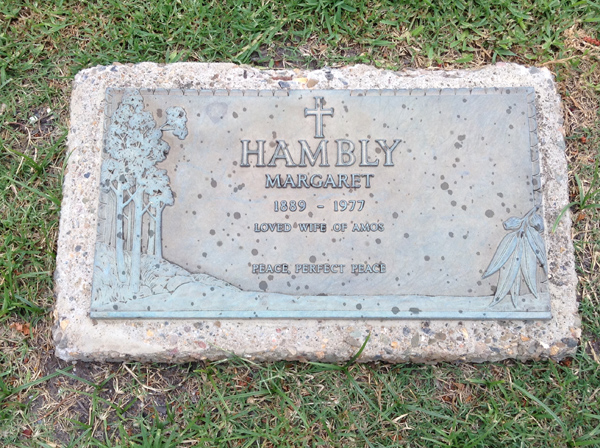 HAMBLY
MARGARET
1889 - 1977
LOVED WIFE OF AMOS
PEACE, PERFECT PEACE